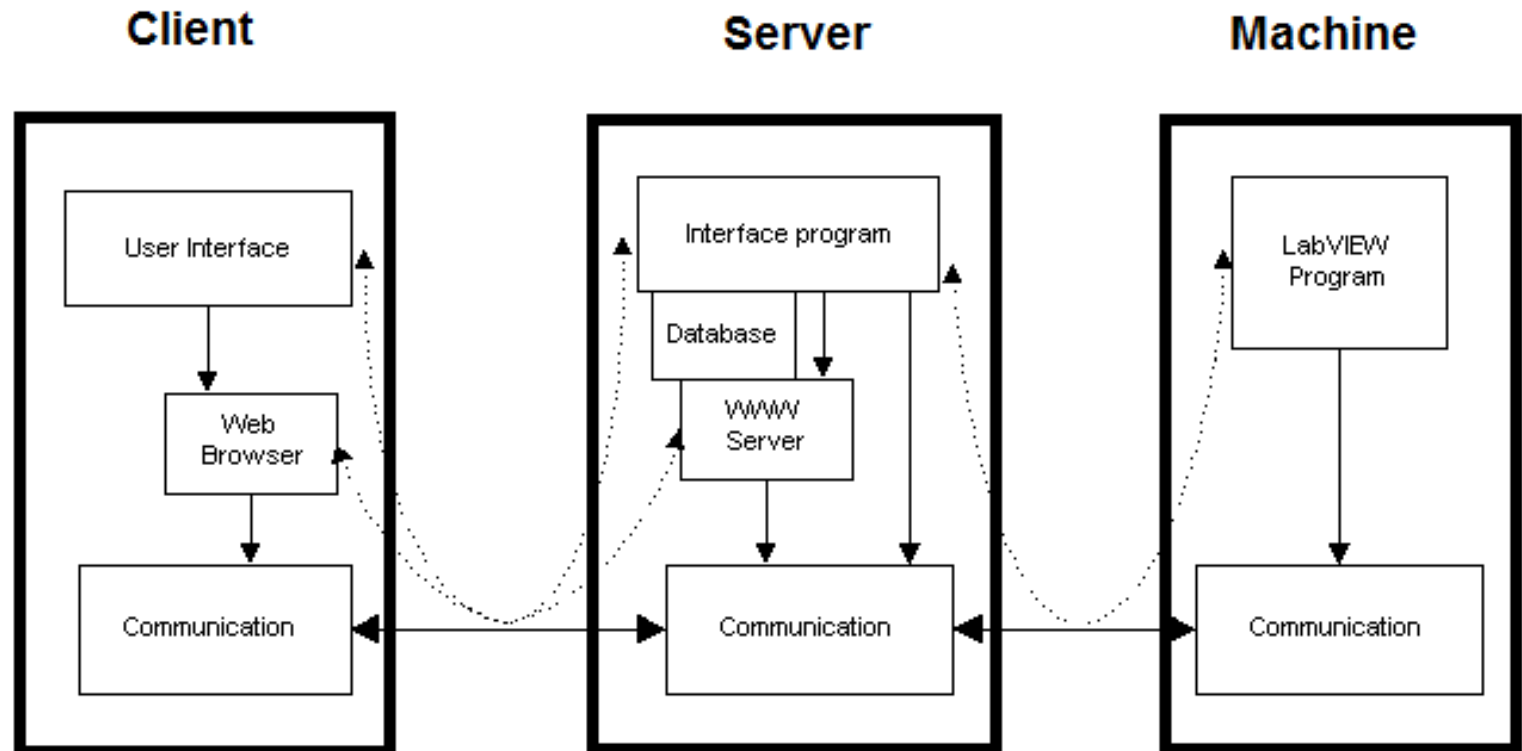 Client
Server
Machine
User Interface
Interface program
LabVIEW
Program
Database
Web
Browser
WWW
Server
Communication
Communication
Communication